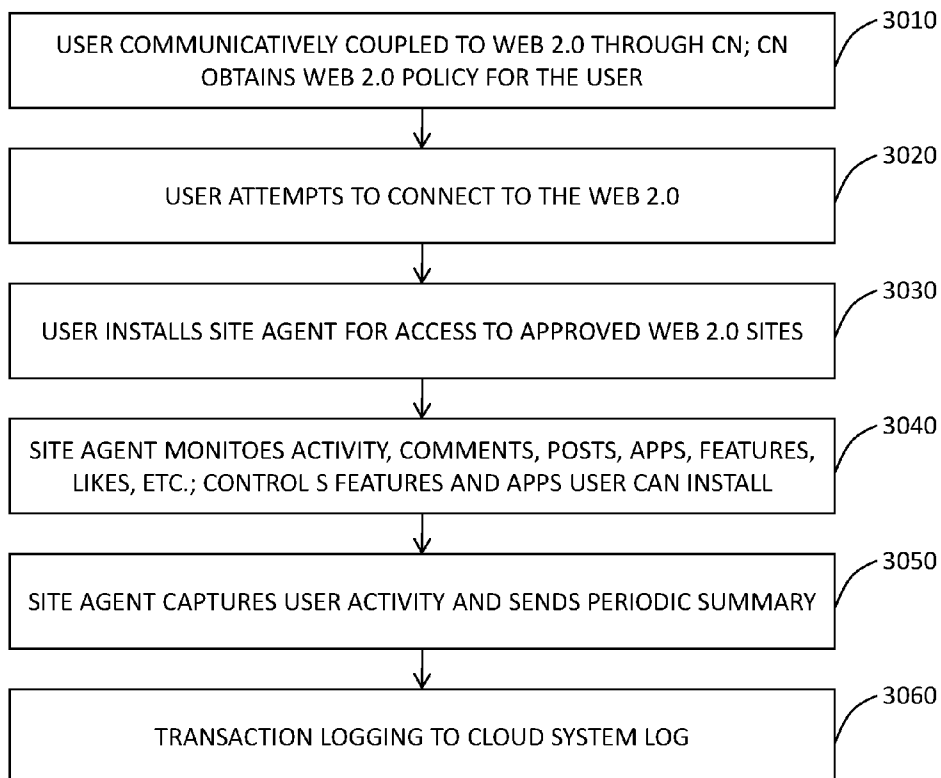 3010
USER COMMUNICATIVELY COUPLED TO WEB 2.0 THROUGH CN; CN
OBTAINS WEB 2.0 POLICY FOR THE USER
3020
USER ATTEMPTS TO CONNECT TO THE WEB 2.0
3030
USER INSTALLS SITE AGENT FOR ACCESS TO APPROVED WEB 2.0 SITES
3040
SITE AGENT MONITOES ACTIVITY, COMMENTS, POSTS, APPS, FEATURES,
LIKES, ETC.; CONTROL S FEATURES AND APPS USER CAN INSTALL
3050
SITE AGENT CAPTURES USER ACTIVITY AND SENDS PERIODIC SUMMARY
3060
TRANSACTION LOGGING TO CLOUD SYSTEM LOG